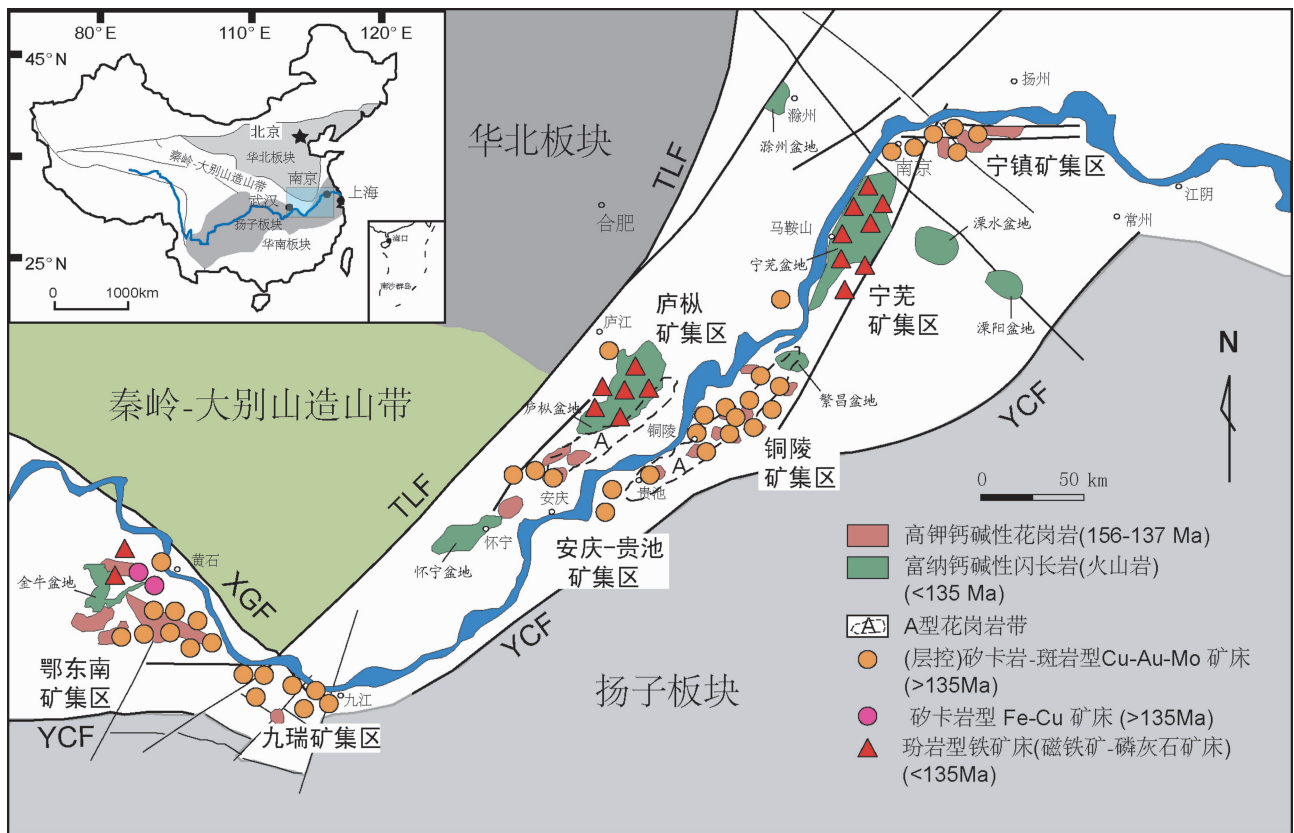 80°E
110°E
120°E
45°N
25°N
北京
华北板块
秦岭-大别山造山带
南京
上海
武汉
扬子板块
华南板块
海口
南沙群岛
0
1000km
华北板块
TLF
合肥
滁州
滁州盆地
扬州
南京
宁镇矿集区
江阴
常州
溧水盆地
溧阳盆地
马鞍山
宁芜盆地
宁芜
矿集区
庐枞
矿集区
庐江
庐枞盆地
A
铜陵
A
贵池
繁昌盆地
铜陵
矿集区
YCF
N
0
50 km
秦岭-大别山造山带
TLF
安庆
怀宁
怀宁盆地
安庆-贵池
矿集区
YCF
扬子板块
黄石
金牛盆地
XGF
鄂东南
矿集区
YCF
九江
九瑞矿集区
高钾钙碱性花岗岩(156-137 Ma)
富纳钙碱性闪长岩(火山岩)
(<135 Ma)
A
A型花岗岩带
(层控)矽卡岩-斑岩型Cu-Au-Mo 矿床
(>135Ma)
矽卡岩型 Fe-Cu 矿床 (>135Ma)
玢岩型铁矿床(磁铁矿-磷灰石矿床)
(<135Ma)